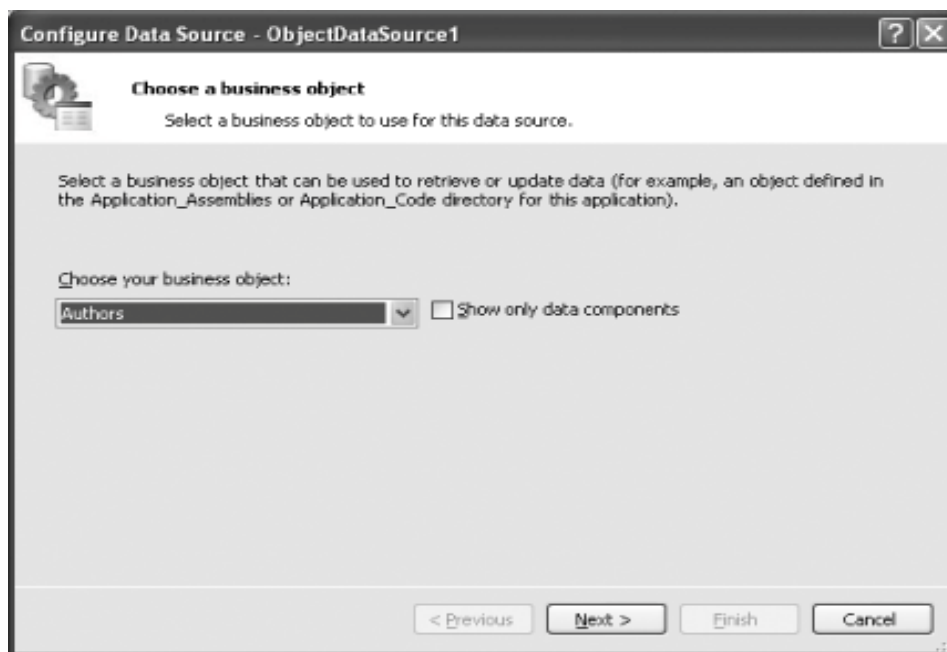 Configure Data Source - ObjectDataSource1
Choose a business object
Select a business object to use for this data source.
Select a business object that can be used to retrieve or update data (for example, an object defined in
the Application_Assemblies or Application_Code directory for this application).
Choose your business object:
Authors
Show only data components
< Previous
Next >
Finish
Cancel